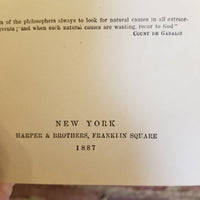 n of the philosophers always to look for natural causes in all extraor-
vents ; and when such natural causes are wanting, recur to God"
COUNT DE GABALIS
NEW YORK
HARPER & BROTHERS, FRANKLIN SQUARE
1887